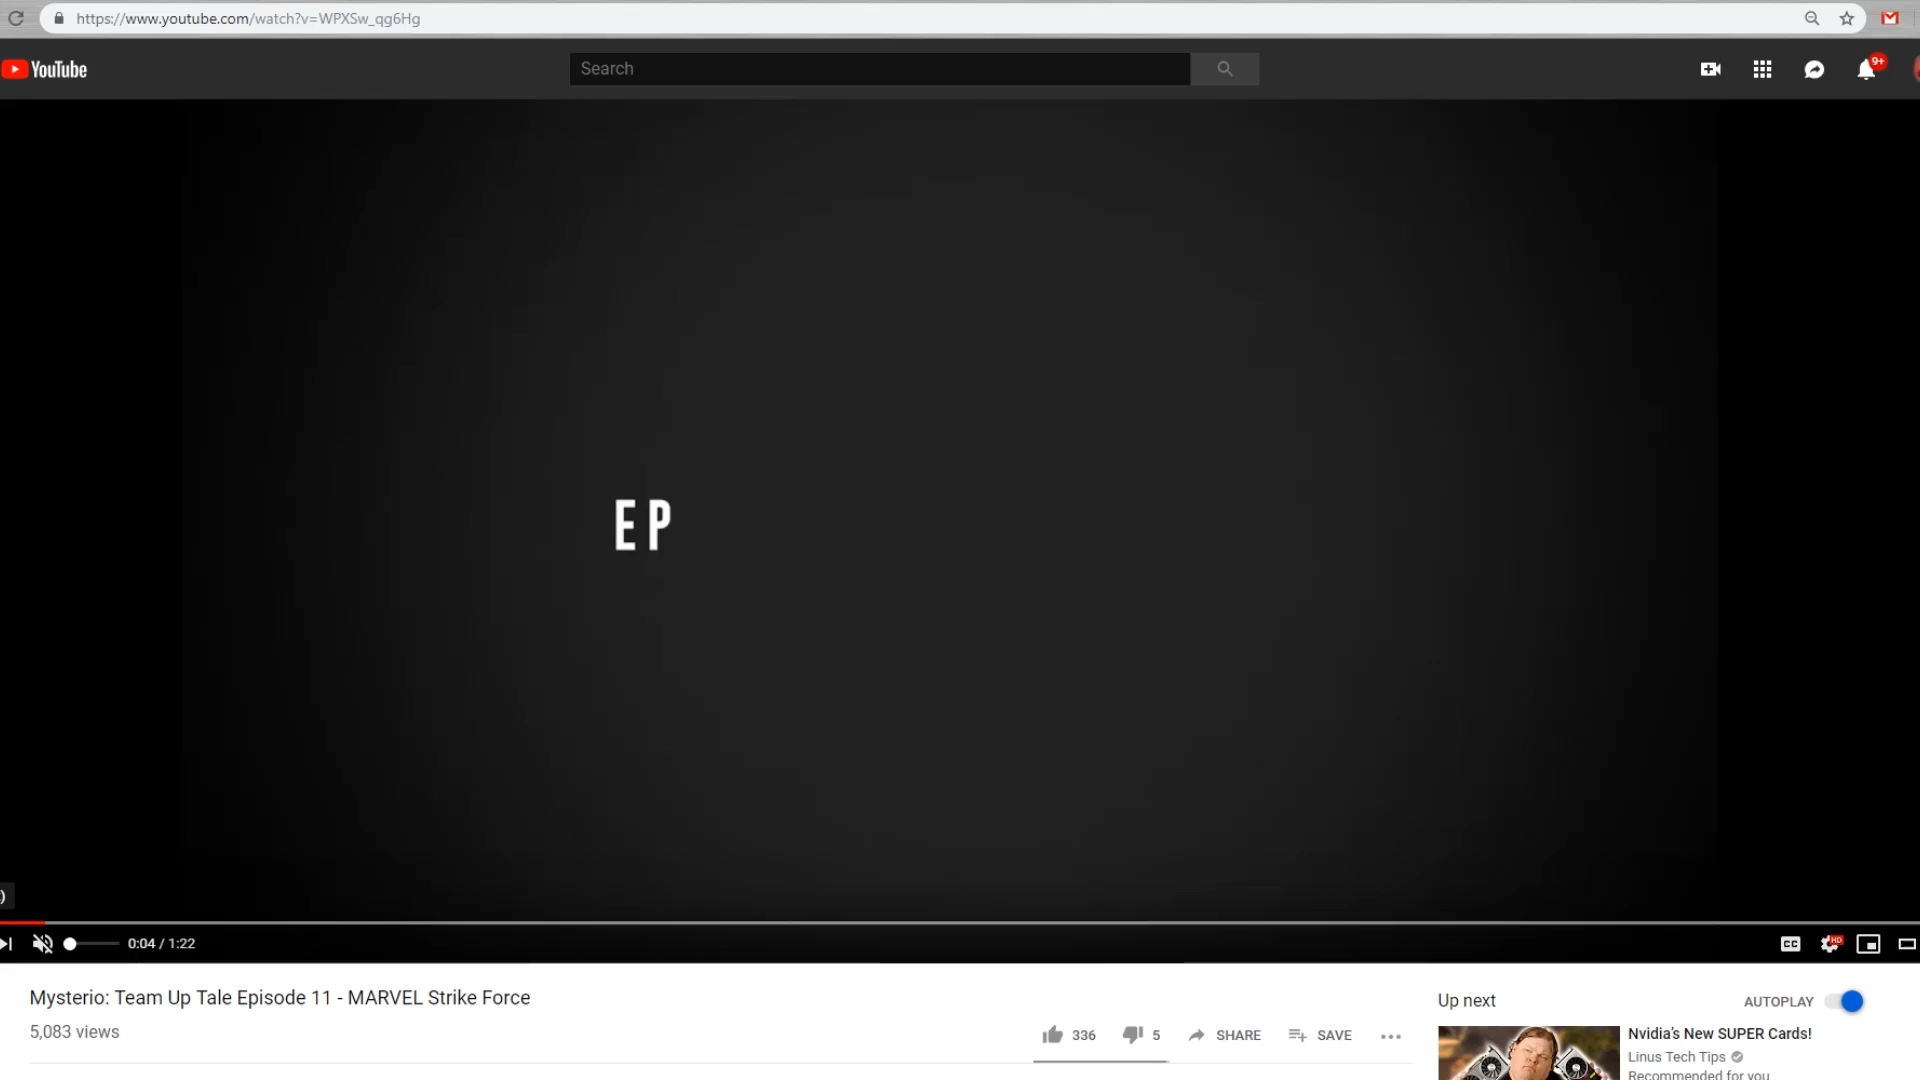 https://www.youtube.com/watch?v=WPXSw_qg6Hg
YouTube
Search
9+
EP
0:04 / 1:22
CC
HD
Mysterio: Team Up Tale Episode 11 - MARVEL Strike Force
5,083 views
336
5
SHARE
SAVE
Up next
AUTOPLAY
Nvidia's New SUPER Cards!
Linus Tech Tips
Recommended for you